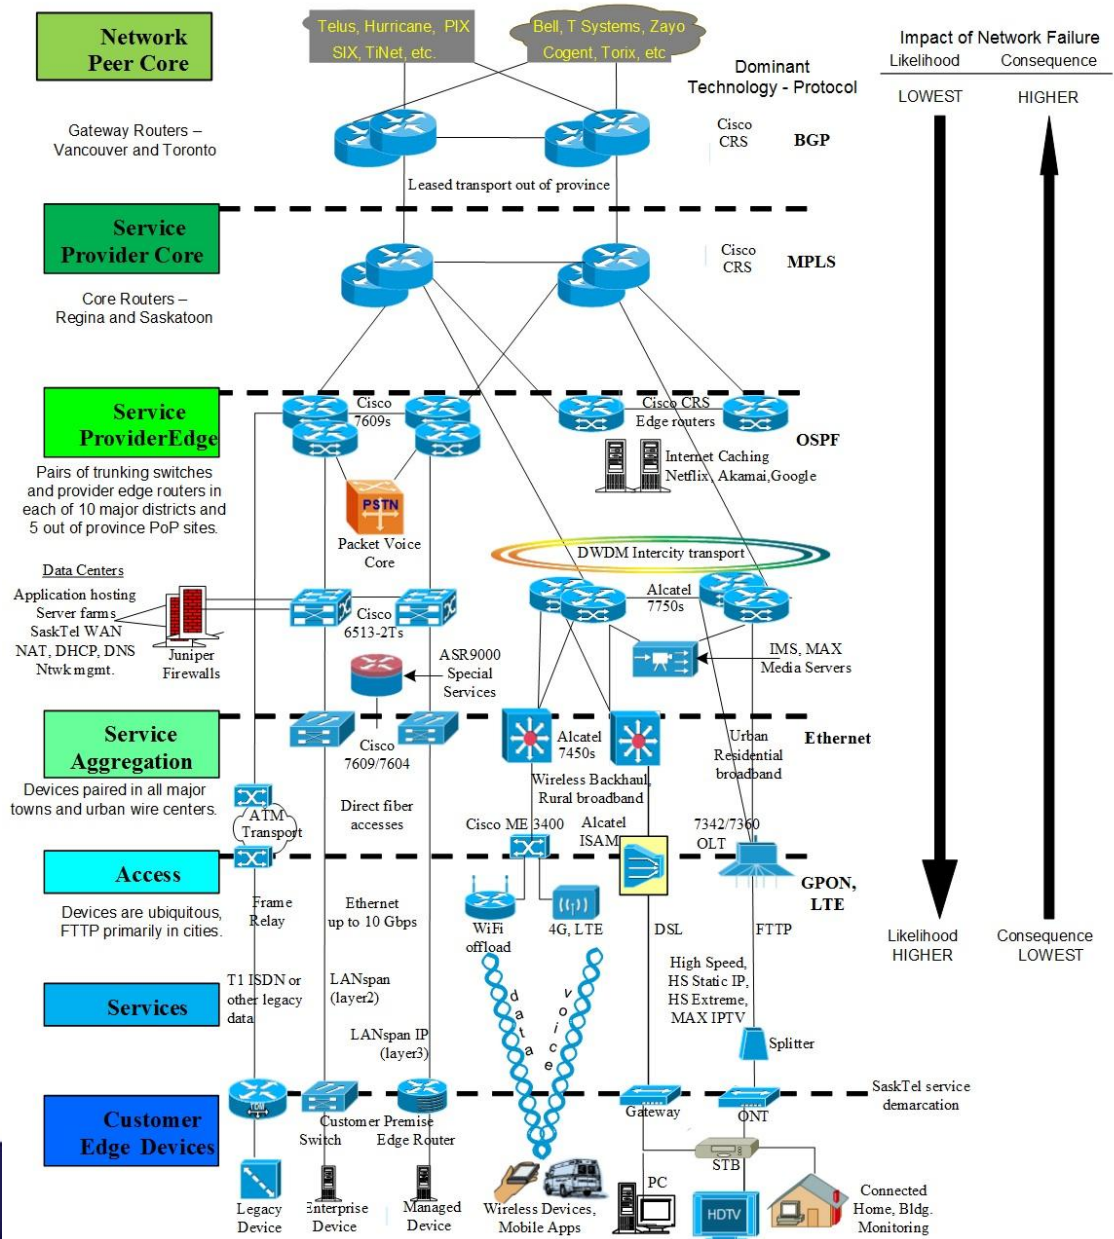 Network
Peer Core
Telus, Hurricane, PIX
SIX, TiNet, etc.
Bell, T Systems, Zayo
Cogent, Torix, etc
Dominant
Technology - Protocol
Impact of Network Failure
Likelihood
Consequence
LOWEST
HIGHER
Gateway Routers –
Vancouver and Toronto
Cisco
CRS
BGP
Leased transport out of province
Service
Provider Core
Cisco
CRS
MPLS
Core Routers –
Regina and Saskatoon
Service
ProviderEdge
Cisco
7609s
Cisco CRS
Edge routers
OSPF
Internet Caching
Netflix, Akamai,Google
Pairs of trunking switches
and provider edge routers in
each of 10 major districts and
5 out of province PoP sites.
PSTN
Packet Voice
Core
DWDM Intercity transport
Data Centers
Application hosting
Server farms
SaskTel WAN
NAT, DHCP, DNS
Ntwk mgmt.
Juniper
Firewalls
Cisco
6513-2Ts
Alcatel
7750s
ASR9000
Special
Services
IMS, MAX
Media Servers
Service
Aggregation
Cisco
7609/7604
Alcatel
7450s
Urban
Residential
broadband
Ethernet
Devices paired in all major
towns and urban wire centers.
Wireless Backhaul,
Rural broadband
ATM
Transport
Direct fiber
accesses
Cisco ME 3400
Alcatel
ISAM
7342/7360
OLT
Access
GPON,
LTE
Devices are ubiquitous,
FTTP primarily in cities.
Frame
Relay
Ethernet
up to 10 Gbps
WiFi
offload
4G, LTE
DSL
FTTP
Likelihood
HIGHER
Consequence
LOWEST
Services
T1 ISDN or
other legacy
data
LANspan
(layer2)
LANspan IP
(layer3)
data
voice
High Speed,
HS Static IP,
HS Extreme,
MAX IPTV
Splitter
SaskTel service
demarcation
Customer
Edge Devices
TDM
Customer Premise
Switch
Edge Router
Gateway
ONT
STB
PC
HDTV
Legacy
Device
Enterprise
Device
Managed
Device
Wireless Devices,
Mobile Apps
Connected
Home, Bldg.
Monitoring